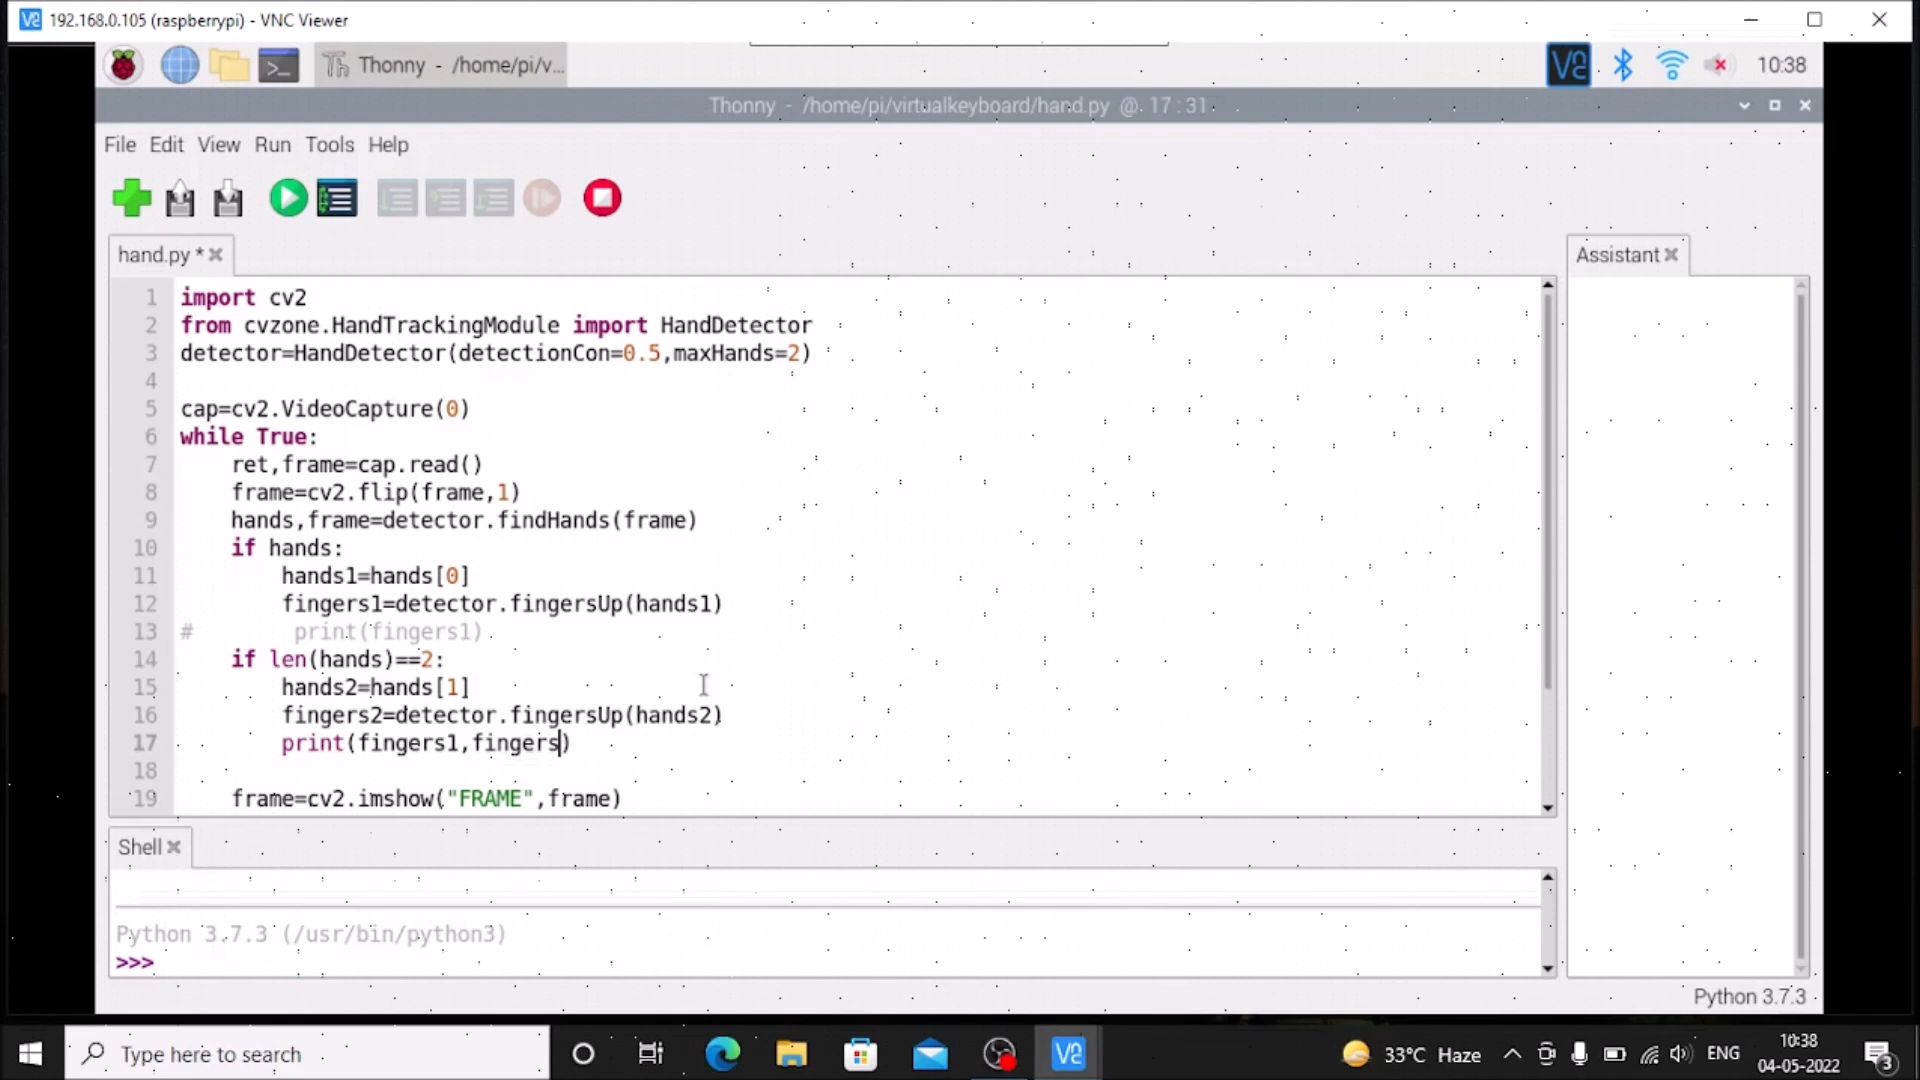 192.168.0.105 (raspberrypi) - VNC Viewer
Thonny - /home/pi/v...
10:38
Thonny - /home/pi/virtualkeyboard/hand.py @ 17 : 31
File Edit View Run Tools Help
hand.py *
Assistant
1 import cv2
2 from cvzone.HandTrackingModule import HandDetector
3 detector=HandDetector(detectionCon=0.5,maxHands=2)
4
5 cap=cv2.VideoCapture(0)
6 while True:
7 ret,frame=cap.read()
8 frame=cv2.flip(frame,1)
9 hands,frame=detector.findHands(frame)
10 if hands:
11 hands1=hands[0]
12 fingers1=detector.fingersUp(hands1)
13 # print(fingers1)
14 if len(hands)==2:
15 hands2=hands[1]
16 fingers2=detector.fingersUp(hands2)
17 print(fingers1,fingers)
18
19 frame=cv2.imshow("FRAME",frame)
Shell
Python 3.7.3 (/usr/bin/python3)
>>>
Python 3.7.3
Type here to search
33°C Haze
ENG
10:38
04-05-2022
3